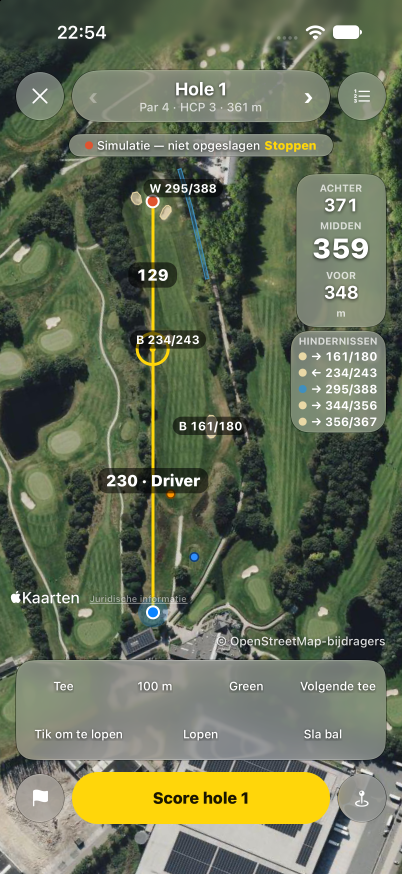 22:54
Hole 1
Par 4 · HCP 3 · 361 m
Simulatie — niet opgeslagen Stoppen
W 295/388
ACHTER
371
MIDDEN
359
VOOR
348
m
129
B 234/243
HINDERNISSEN
→ 161/180
← 234/243
→ 295/388
→ 344/356
→ 356/367
B 161/180
230 · Driver
Kaarten
Juridische informatie
© OpenStreetMap-bijdragers
Tee 100 m Green Volgende tee
Tik om te lopen Lopen Sla bal
Score hole 1